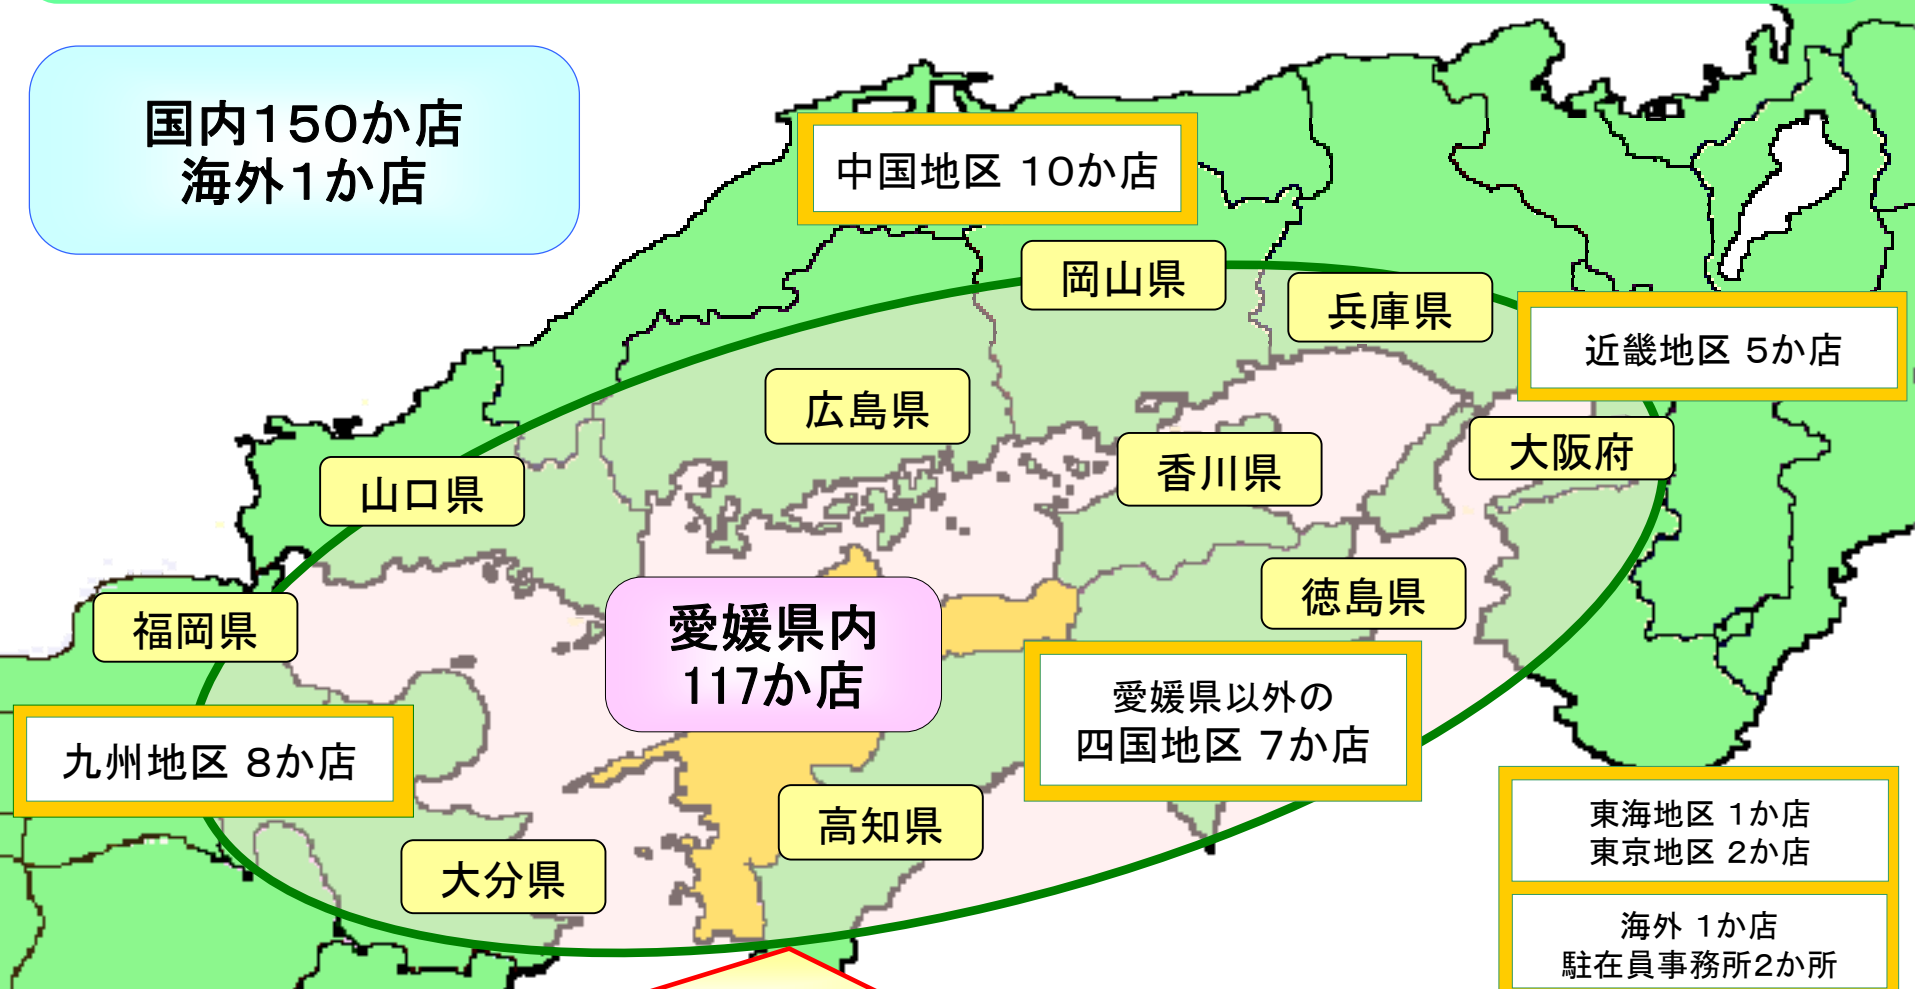 国内150か店
海外1か店
中国地区 10か店
岡山県
兵庫県
近畿地区 5か店
広島県
大阪府
香川県
山口県
徳島県
福岡県
愛媛県内
117か店
愛媛県以外の
四国地区 7か店
九州地区 8か店
高知県
大分県
東海地区 1か店
東京地区 2か店
海外 1か店
駐在員事務所2か所